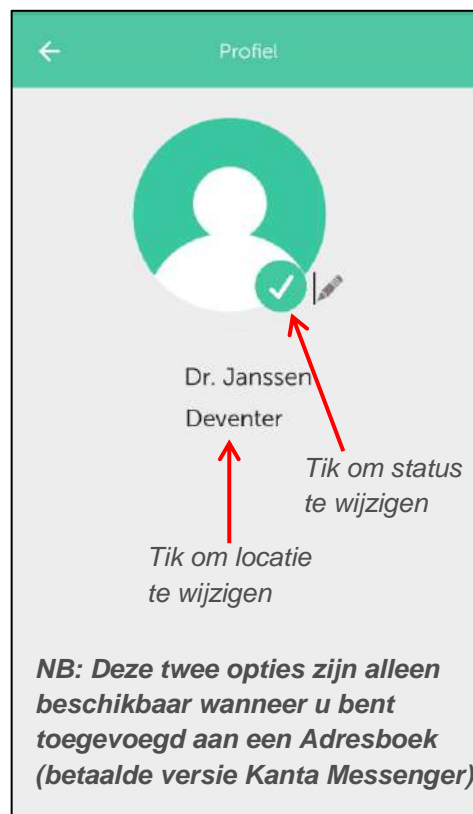 Profiel
Dr. Janssen
Deventer
Tik om status
te wijzigen
Tik om locatie
te wijzigen
NB: Deze twee opties zijn alleen
beschikbaar wanneer u bent
toegevoegd aan een Adresboek
(betaalde versie Kanta Messenger)